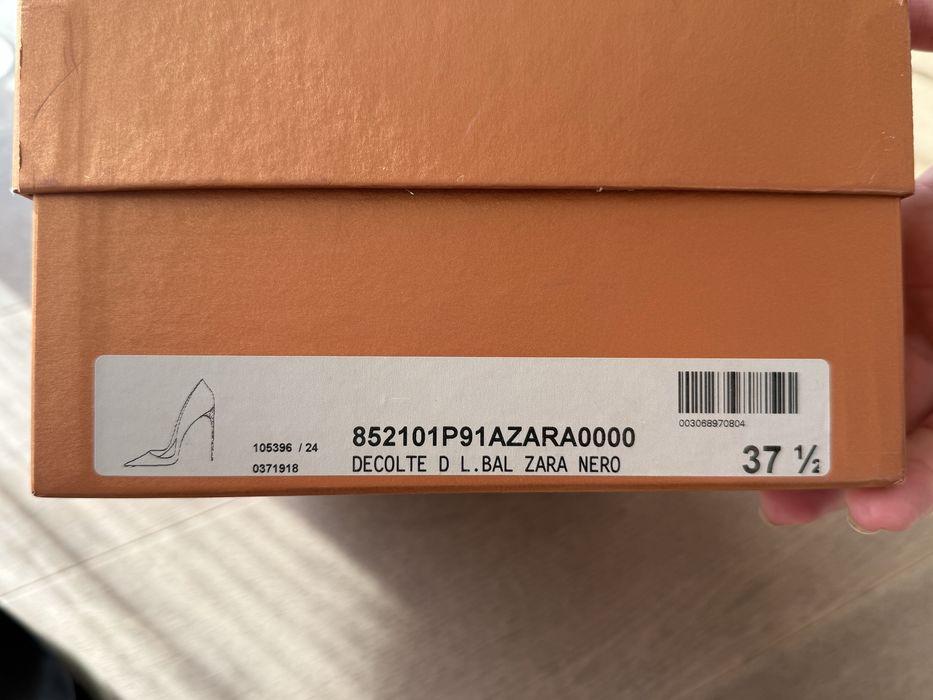 003068970804
852101P91AZARA0000
105396 / 24
0371918
DECOLTE D L.BAL ZARA NERO
37 ½